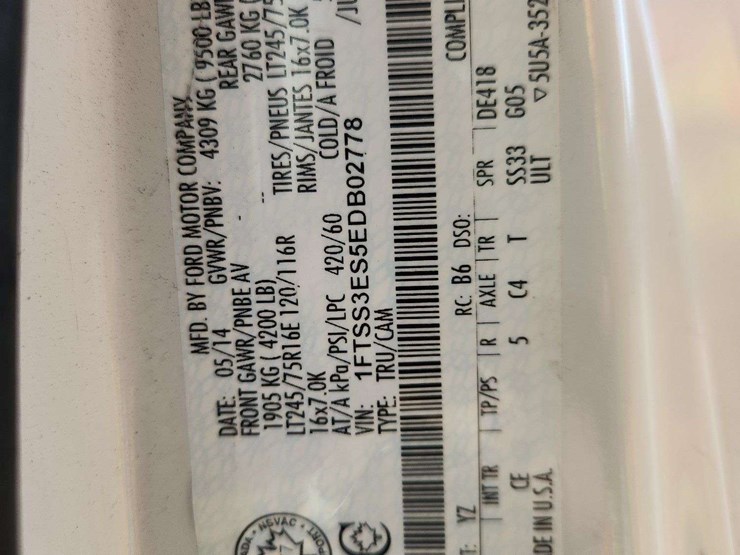 MFD. BY FORD MOTOR COMPANY
DATE: 05/14 GVWR/PNBV: 4309 KG ( 9500 LB
FRONT GAWR/PNBE AV - REAR GAWR
1905 KG ( 4200 LB) -- 2760 KG
LT245/75R16E 120/116R TIRES/PNEUS LT245/75
16x7.0K RIMS/JANTES 16x7.0K
AT/A kPa/PSI/LPC 420/60 COLD/A FROID
VIN: 1FTSS3ES5EDB02778
TYPE: TRU/CAM
NSVAC
T: YZ RC: B6 DSO: COMPL
INT TR | TP/PS | R | AXLE | TR | SPR | DE418
CE 5 C4 T SS33 G05
DE IN U.S.A. ULT ▽5U5A-352